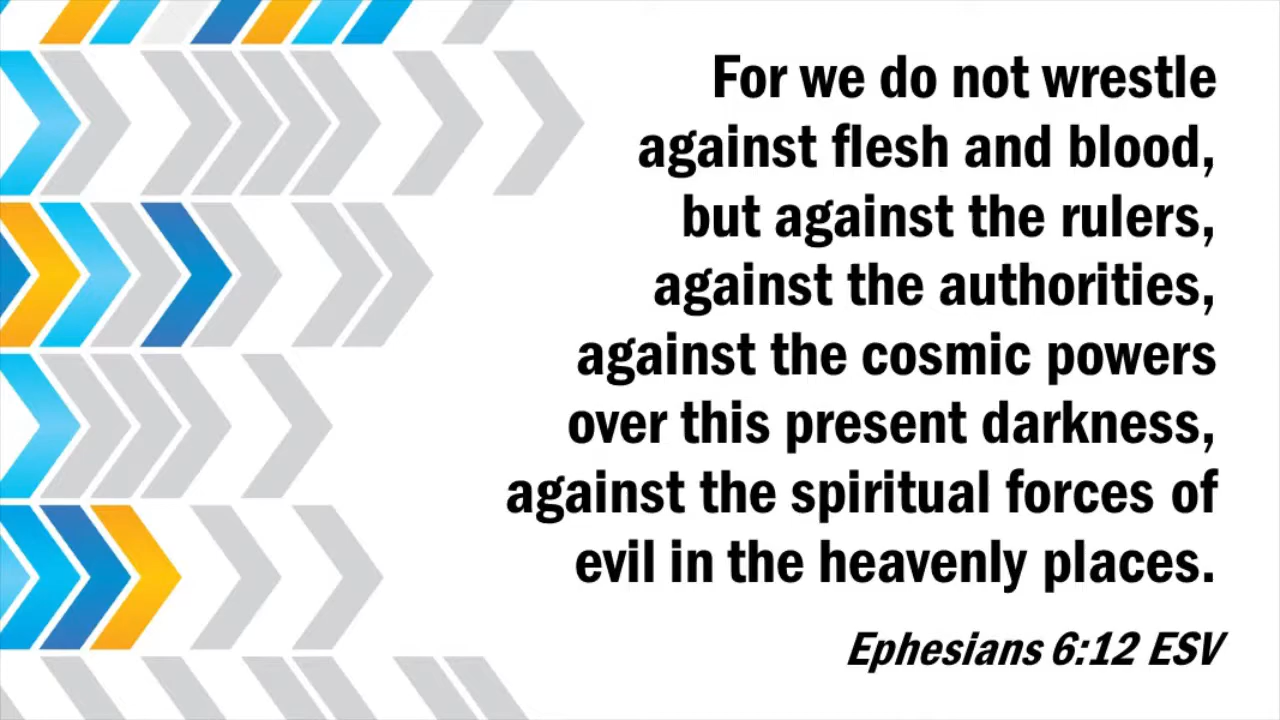 For we do not wrestle
against flesh and blood,
but against the rulers,
against the authorities,
against the cosmic powers
over this present darkness,
against the spiritual forces of
evil in the heavenly places.
Ephesians 6:12 ESV